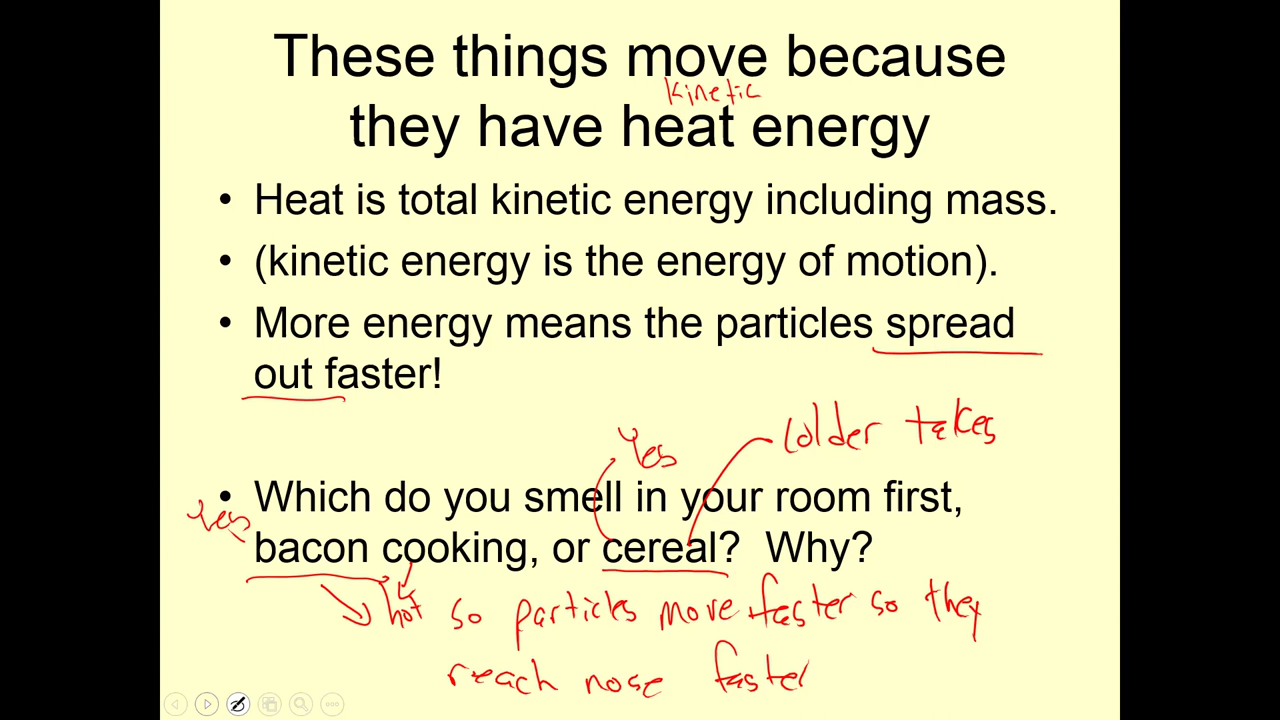 These things move because
kinetic
they have heat energy
• Heat is total kinetic energy including mass.
• (kinetic energy is the energy of motion).
• More energy means the particles spread
out faster!
Colder takes
Yes
• Which do you smell in your room first,
Yes
bacon cooking, or cereal? Why?
hot so particles move faster so they
reach nose faster